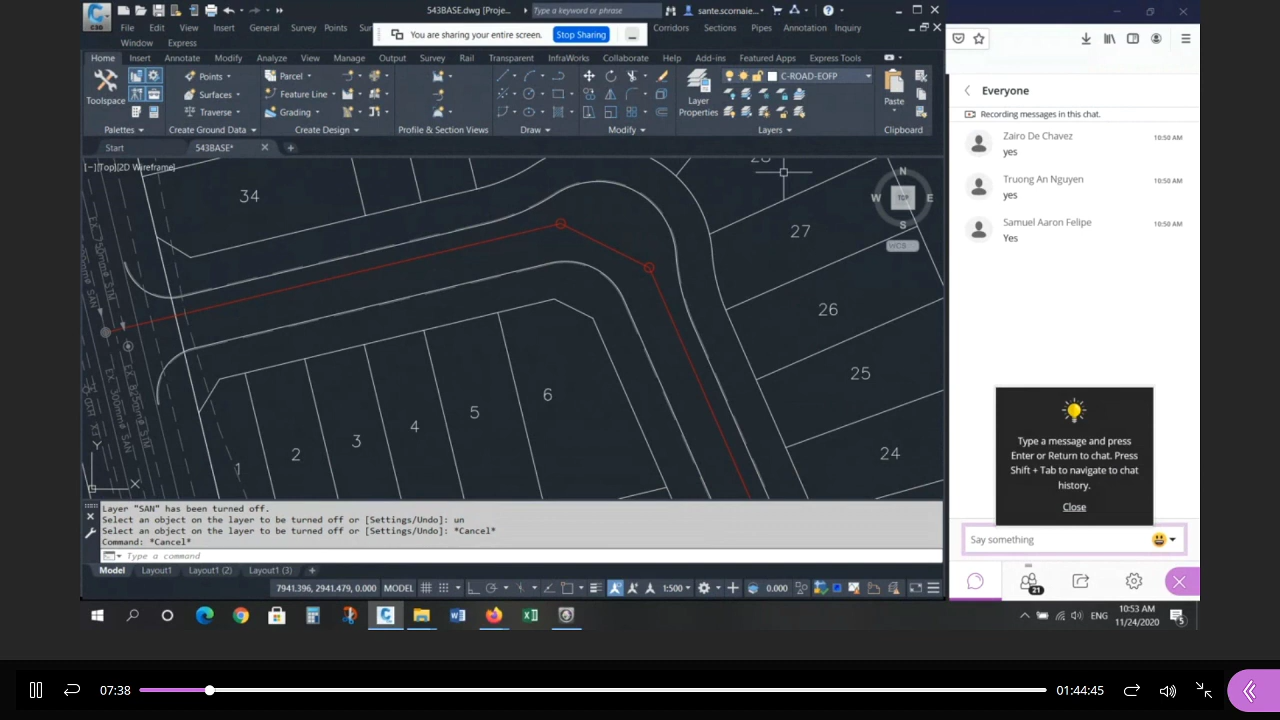 543BASE.dwg [Proje...
Type a keyword or phrase
sante.scornaie...
C3D
File Edit View Insert General Survey Points Sur
You are sharing your entire screen. Stop Sharing
Corridors Sections Pipes Annotation Inquiry
Window Express
Home Insert Annotate Modify Analyze View Manage Output Survey Rail Transparent InfraWorks Collaborate Help Add-ins Featured Apps Express Tools
Toolspace
Points
Surfaces
Traverse
Parcel
Feature Line
Grading
Layer
Properties
C-ROAD-EOFP
Paste
Palettes Create Ground Data Create Design Profile & Section Views Draw Modify Layers Clipboard
Start 543BASE*
[−][Top][2D Wireframe]
34
27
26
25
24
6
5
4
3
2
1
N
W TOP E
S
WCS
EX. 300mmø SAN
EX. 825mmø STM
Y
X
Layer "SAN" has been turned off.
Select an object on the layer to be turned off or [Settings/Undo]: un
Select an object on the layer to be turned off or [Settings/Undo]: *Cancel*
Command: *Cancel*
Type a command
Model Layout1 Layout1 (2) Layout1 (3)
7941.396, 2941.479, 0.000 MODEL 1:500 0.000
Everyone
Recording messages in this chat.
Zairo De Chavez 10:50 AM
yes
Truong An Nguyen 10:50 AM
yes
Samuel Aaron Felipe 10:50 AM
Yes
Type a message and press
Enter or Return to chat. Press
Shift + Tab to navigate to chat
history.
Close
Say something
21
ENG
10:53 AM
11/24/2020
5
07:38
01:44:45